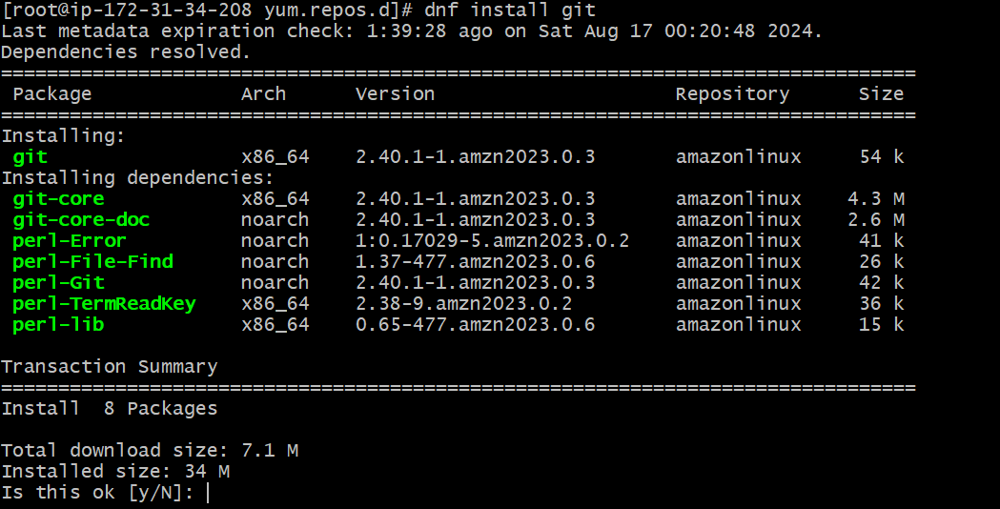 [root@ip-172-31-34-208 yum.repos.d]# dnf install git
Last metadata expiration check: 1:39:28 ago on Sat Aug 17 00:20:48 2024.
Dependencies resolved.
================================================================================
 Package             Arch      Version                     Repository      Size
================================================================================
Installing:
 git                 x86_64    2.40.1-1.amzn2023.0.3       amazonlinux     54 k
Installing dependencies:
 git-core            x86_64    2.40.1-1.amzn2023.0.3       amazonlinux    4.3 M
 git-core-doc        noarch    2.40.1-1.amzn2023.0.3       amazonlinux    2.6 M
 perl-Error          noarch    1:0.17029-5.amzn2023.0.2    amazonlinux     41 k
 perl-File-Find      noarch    1.37-477.amzn2023.0.6       amazonlinux     26 k
 perl-Git            noarch    2.40.1-1.amzn2023.0.3       amazonlinux     42 k
 perl-TermReadKey    x86_64    2.38-9.amzn2023.0.2         amazonlinux     36 k
 perl-lib            x86_64    0.65-477.amzn2023.0.6       amazonlinux     15 k

Transaction Summary
================================================================================
Install  8 Packages

Total download size: 7.1 M
Installed size: 34 M
Is this ok [y/N]: